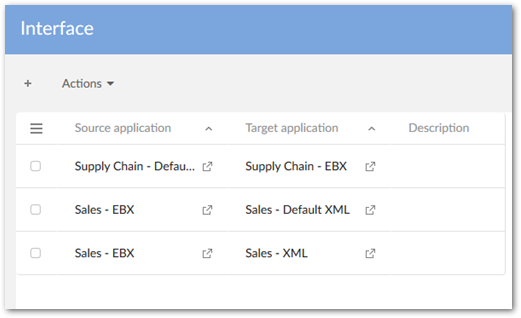 Interface
+ Actions
Source application Target application Description
Supply Chain - Defau... Supply Chain - EBX
Sales - EBX Sales - Default XML
Sales - EBX Sales - XML